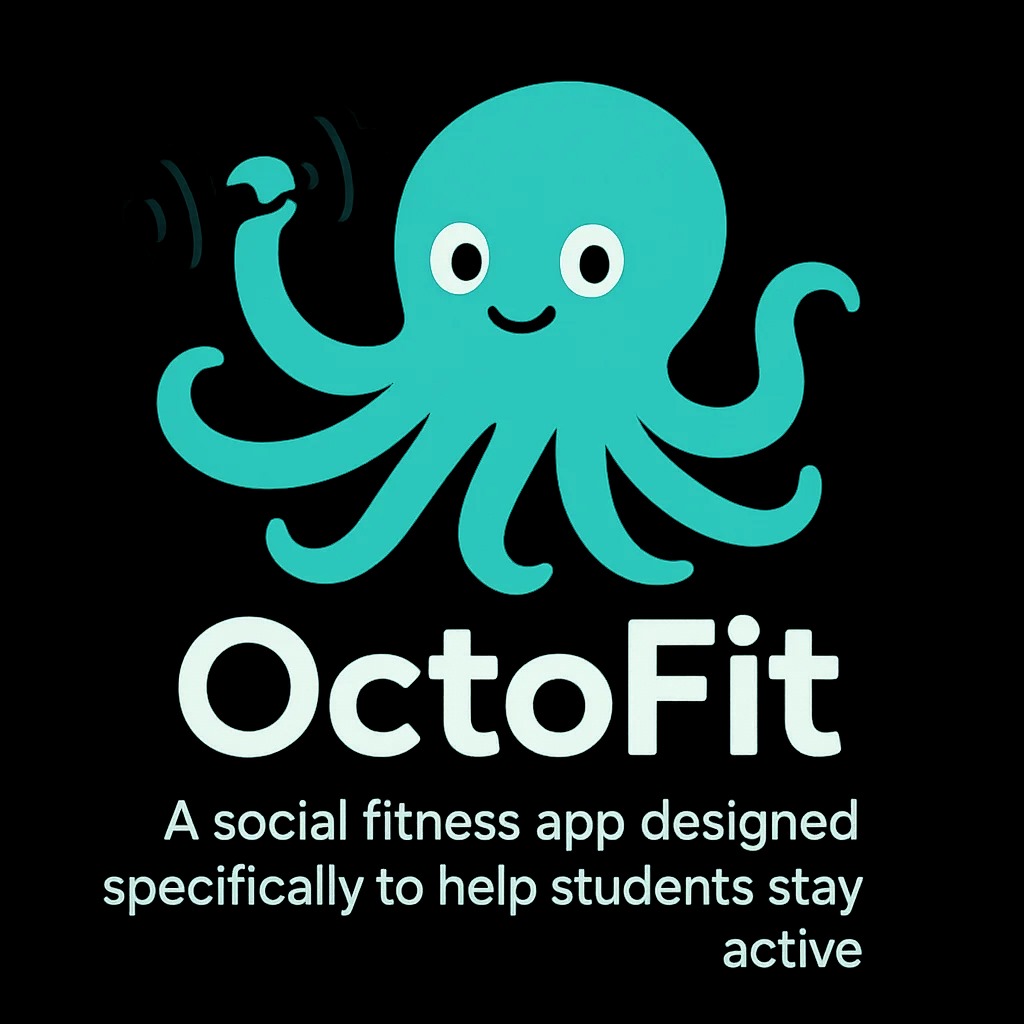 OctoFit
A social fitness app designed
specifically to help students stay
active